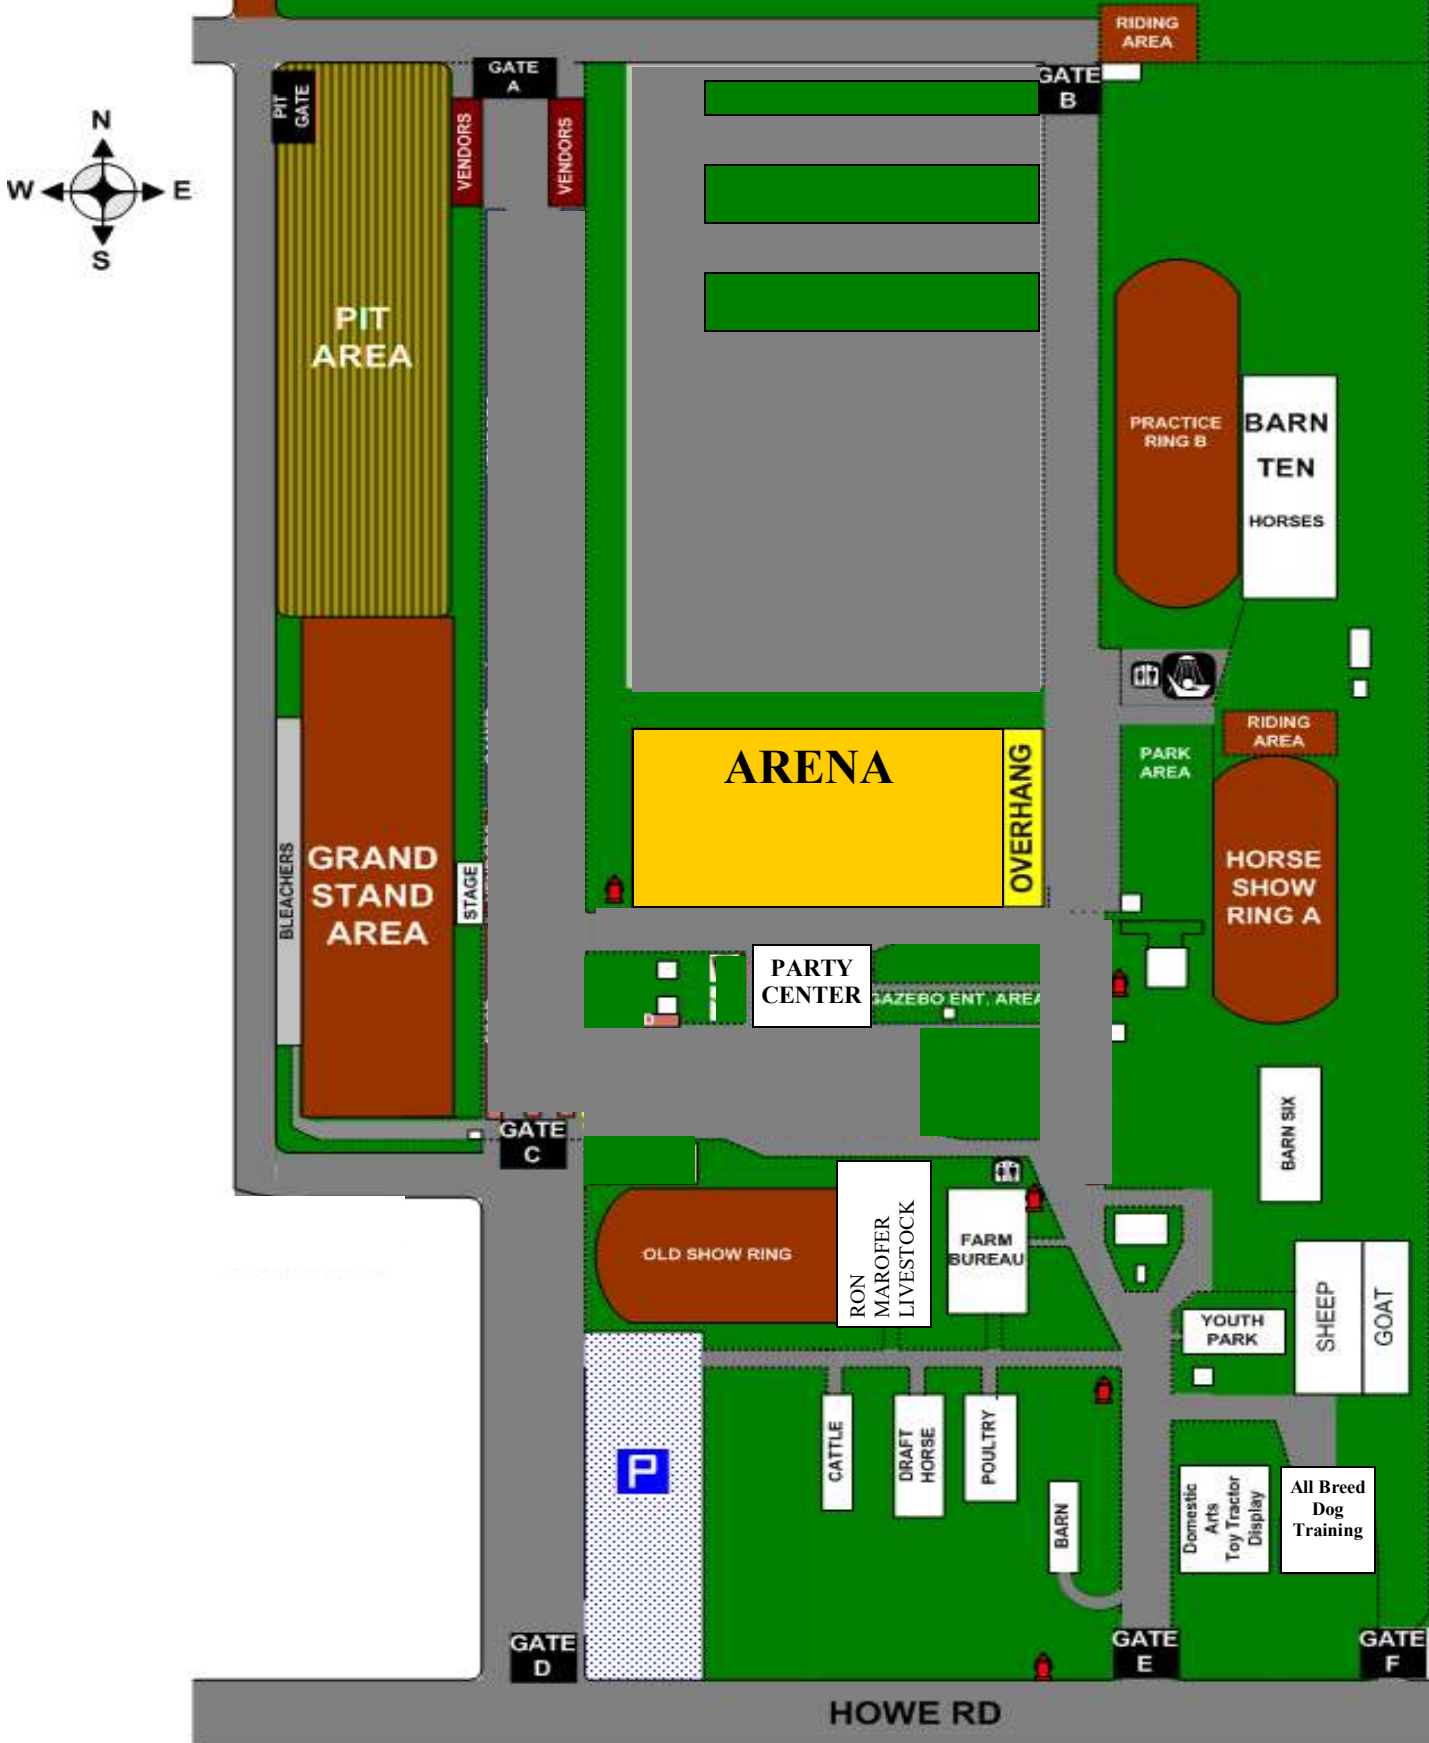 RIDING
AREA
GATE
A
GATE
B
PIT
GATE
VENDORS
VENDORS
N
W
E
S
PIT
AREA
PRACTICE
RING B
BARN
TEN
HORSES
RIDING
AREA
PARK
AREA
ARENA
OVERHANG
BLEACHERS
GRAND
STAND
AREA
STAGE
HORSE
SHOW
RING A
PARTY
CENTER
GAZEBO ENT. AREA
GATE
C
BARN SIX
OLD SHOW RING
RON
MAROFER
LIVESTOCK
FARM
BUREAU
YOUTH
PARK
SHEEP
GOAT
CATTLE
DRAFT
HORSE
POULTRY
P
BARN
Domestic
Arts
Toy Tractor
Display
All Breed
Dog
Training
GATE
D
GATE
E
GATE
F
HOWE RD